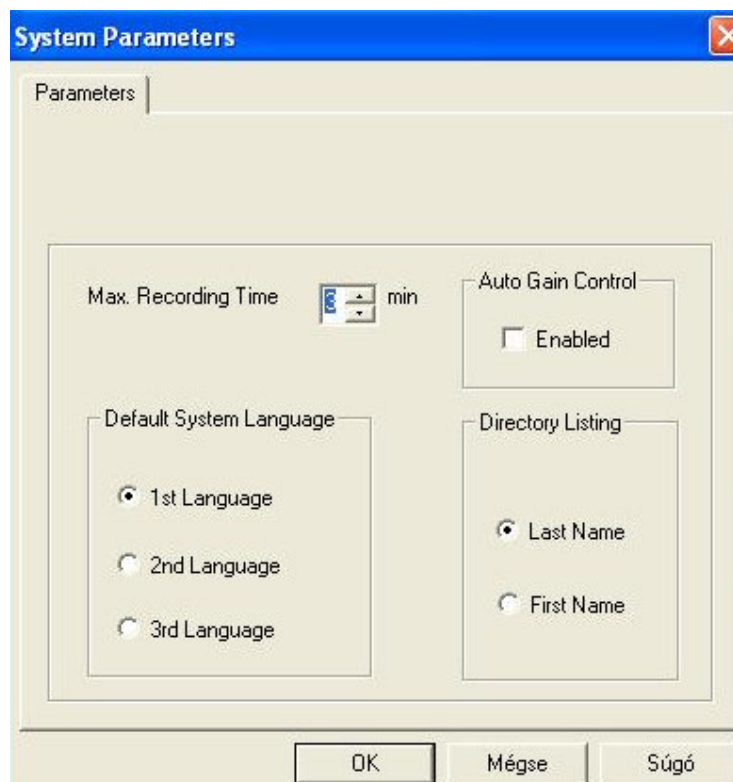 System Parameters
Parameters
Max. Recording Time 3 min
Auto Gain Control
Enabled
Default System Language
1st Language
2nd Language
3rd Language
Directory Listing
Last Name
First Name
OK Mégse Súgó